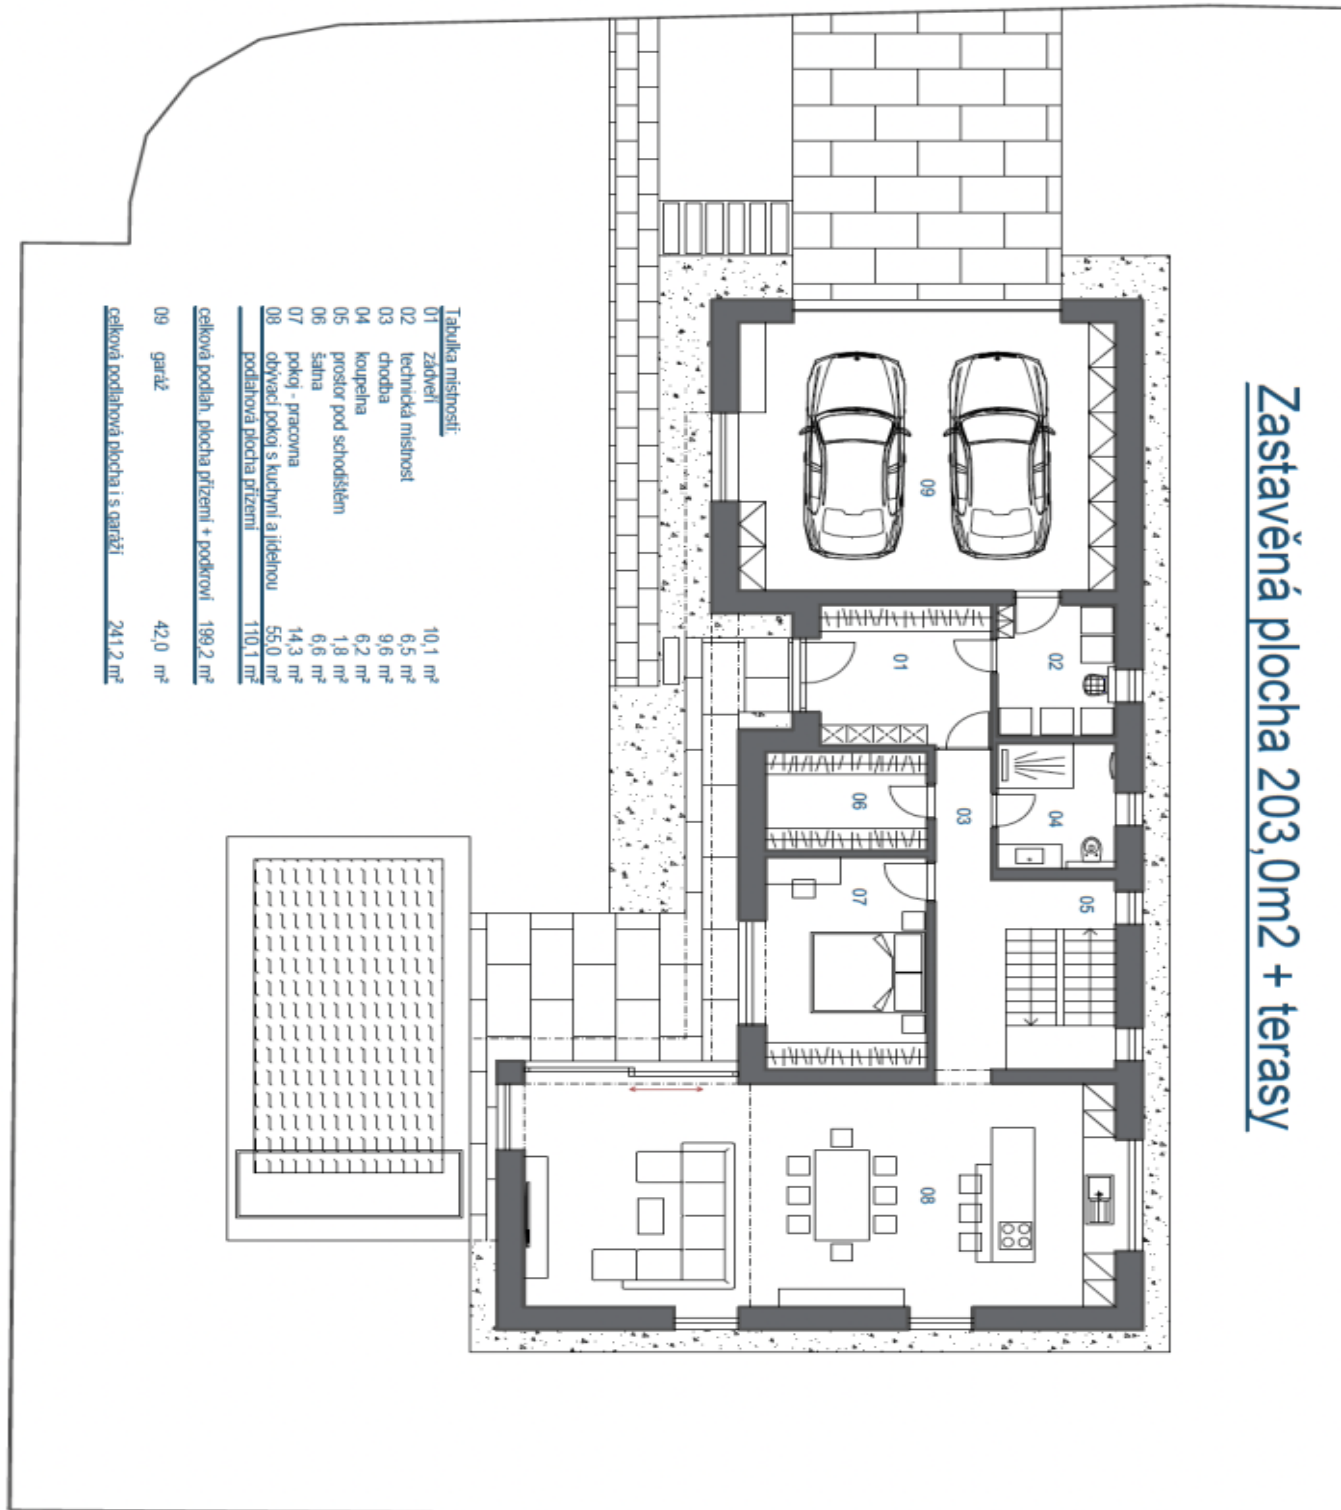 Zastavěná plocha 203,0m2 + terasy
Tabulka místností:
01 zádveří 10,1 m²
02 technická místnost 6,5 m²
03 chodba 9,6 m²
04 koupelna 6,2 m²
05 prostor pod schodištěm 1,8 m²
06 šatna 6,6 m²
07 pokoj - pracovna 14,3 m²
08 obývací pokoj s kuchyní a jídelnou 55,0 m²
podlahová plocha přízemí 110,1 m²
celková podlah. plocha přízemí + podkroví 199,2 m²
09 garáž 42,0 m²
celková podlahová plocha i s garáží 241,2 m²
09
02
01
04
03
06
05
07
08